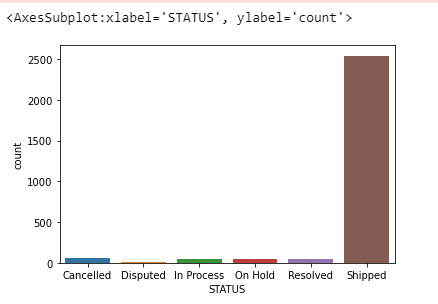 <AxesSubplot:xlabel='STATUS', ylabel='count'>
2500
2000
1500
1000
500
0
count
Cancelled Disputed In Process On Hold Resolved Shipped
STATUS